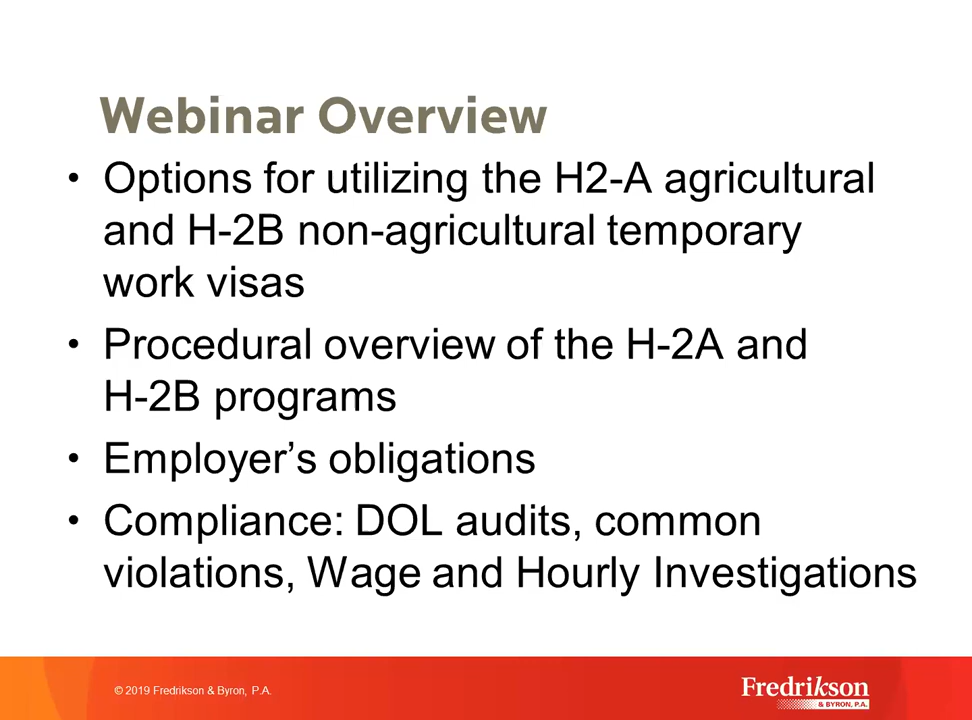 Webinar Overview
• Options for utilizing the H2-A agricultural
and H-2B non-agricultural temporary
work visas
• Procedural overview of the H-2A and
H-2B programs
• Employer’s obligations
• Compliance: DOL audits, common
violations, Wage and Hourly Investigations
© 2019 Fredrikson & Byron, P.A.
Fredrikson
& BYRON, P.A.